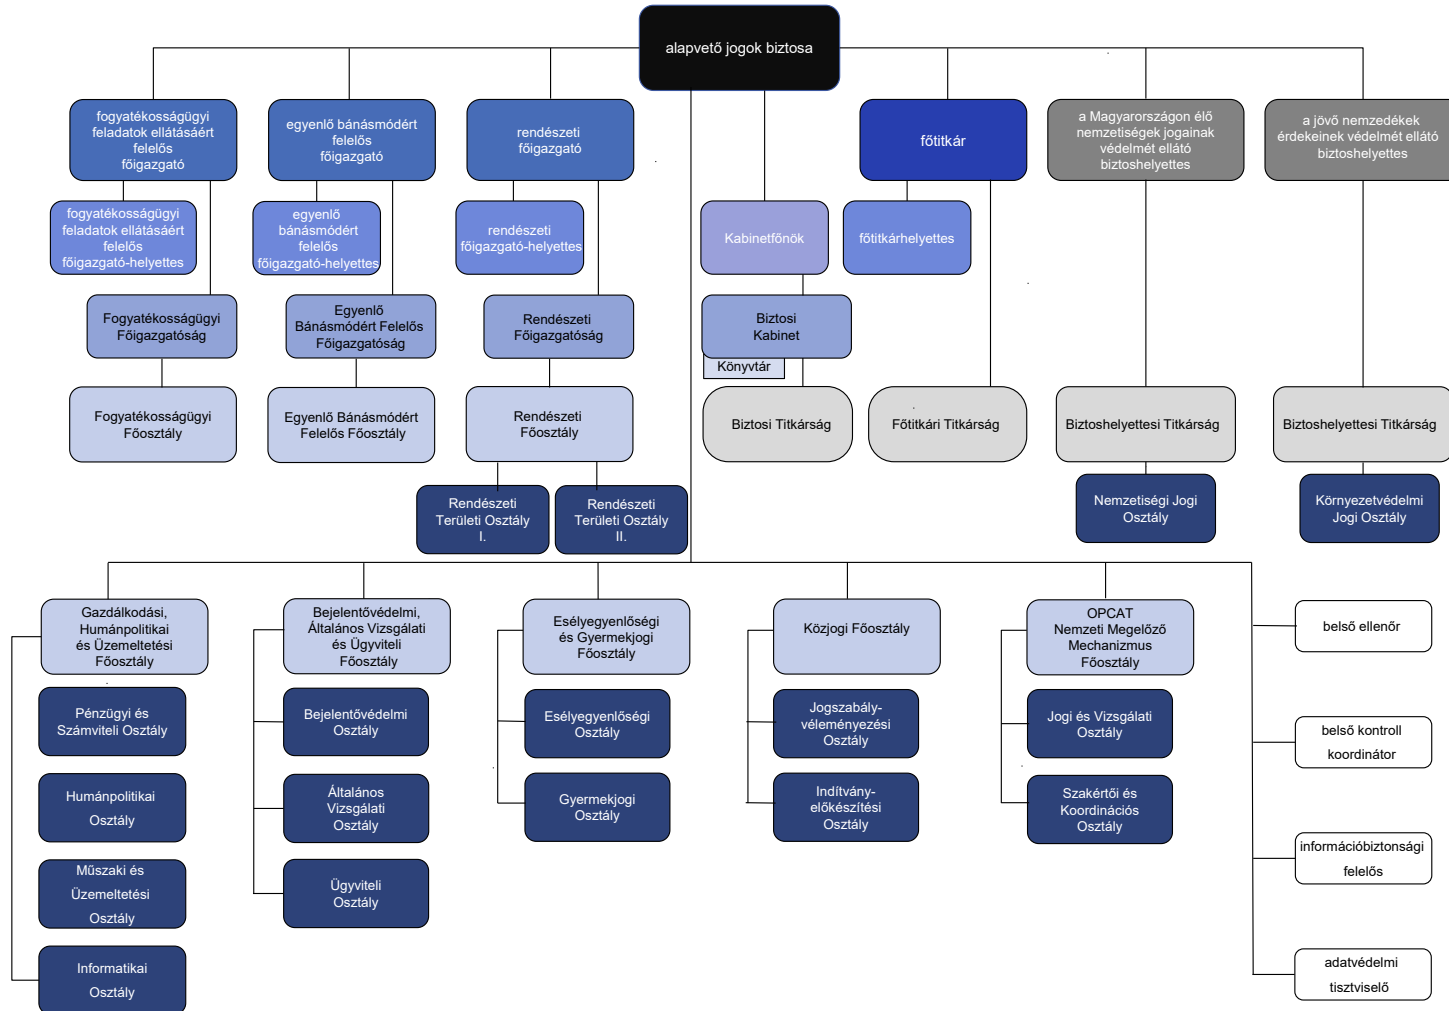 alapvető jogok biztosa
fogyatékosságügyi
feladatok ellátásáért
felelős
főigazgató
egyenlő bánásmódért
felelős
főigazgató
rendészeti
főigazgató
főtitkár
a Magyarországon élő
nemzetiségek jogainak
védelmét ellátó
biztoshelyettes
a jövő nemzedékek
érdekeinek védelmét ellátó
biztoshelyettes
fogyatékosságügyi
feladatok ellátásáért
felelős
főigazgató-helyettes
egyenlő
bánásmódért
felelős
főigazgató-helyettes
rendészeti
főigazgató-helyettes
Kabinetfőnök
főtitkárhelyettes
Fogyatékosságügyi
Főigazgatóság
Egyenlő
Bánásmódért Felelős
Főigazgatóság
Rendészeti
Főigazgatóság
Biztosi
Kabinet
Könyvtár
Fogyatékosságügyi
Főosztály
Egyenlő Bánásmódért
Felelős Főosztály
Rendészeti
Főosztály
Biztosi Titkárság
Főtitkári Titkárság
Biztoshelyettesi Titkárság
Biztoshelyettesi Titkárság
Rendészeti
Területi Osztály
I.
Rendészeti
Területi Osztály
II.
Nemzetiségi Jogi
Osztály
Környezetvédelmi
Jogi Osztály
Gazdálkodási,
Humánpolitikai
és Üzemeltetési
Főosztály
Bejelentővédelmi,
Általános Vizsgálati
és Ügyviteli
Főosztály
Esélyegyenlőségi
és Gyermekjogi
Főosztály
Közjogi Főosztály
OPCAT
Nemzeti Megelőző
Mechanizmus
Főosztály
belső ellenőr
Pénzügyi és
Számviteli Osztály
Bejelentővédelmi
Osztály
Esélyegyenlőségi
Osztály
Jogszabály-
véleményezési
Osztály
Jogi és Vizsgálati
Osztály
belső kontroll
koordinátor
Humánpolitikai
Osztály
Általános
Vizsgálati
Osztály
Gyermekjogi
Osztály
Indítvány-
előkészítési
Osztály
Szakértői és
Koordinációs
Osztály
Műszaki és
Üzemeltetési
Osztály
Ügyviteli
Osztály
információbiztonsági
felelős
Informatikai
Osztály
adatvédelmi
tisztviselő